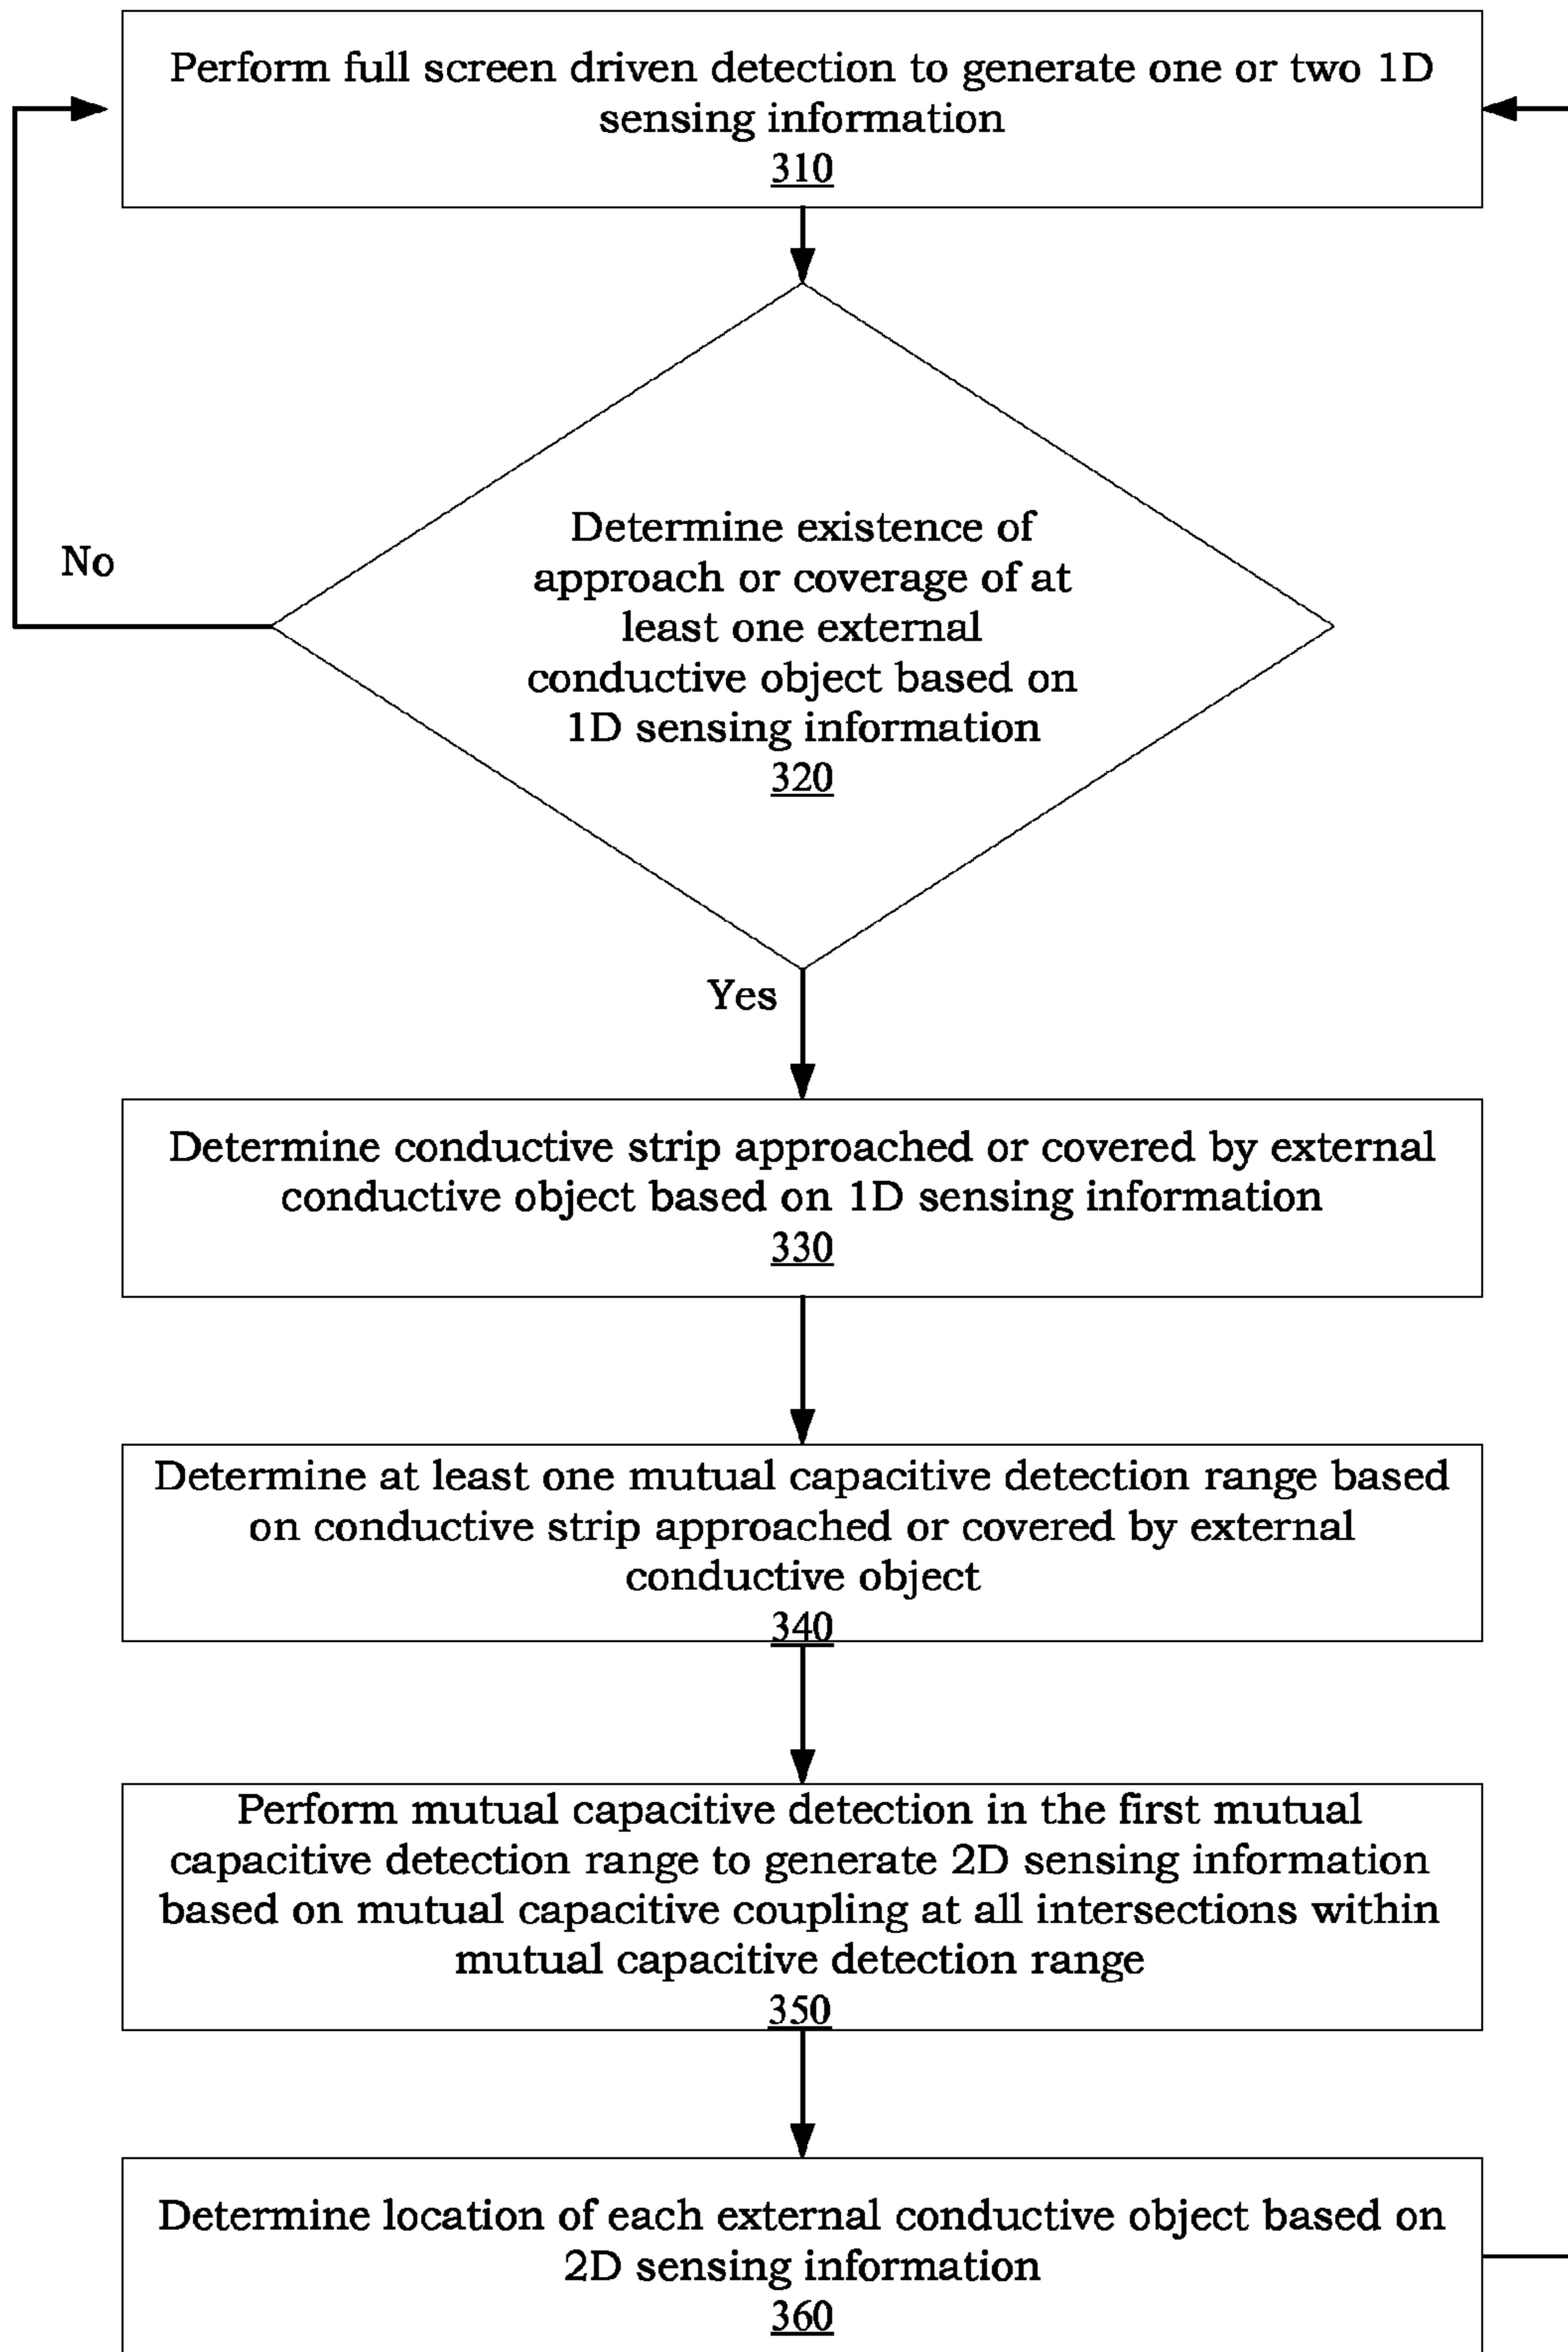 Perform full screen driven detection to generate one or two 1D
sensing information
310
Determine existence of
approach or coverage of at
least one external
conductive object based on
1D sensing information
320
No
Yes
Determine conductive strip approached or covered by external
conductive object based on 1D sensing information
330
Determine at least one mutual capacitive detection range based
on conductive strip approached or covered by external
conductive object
340
Perform mutual capacitive detection in the first mutual
capacitive detection range to generate 2D sensing information
based on mutual capacitive coupling at all intersections within
mutual capacitive detection range
350
Determine location of each external conductive object based on
2D sensing information
360